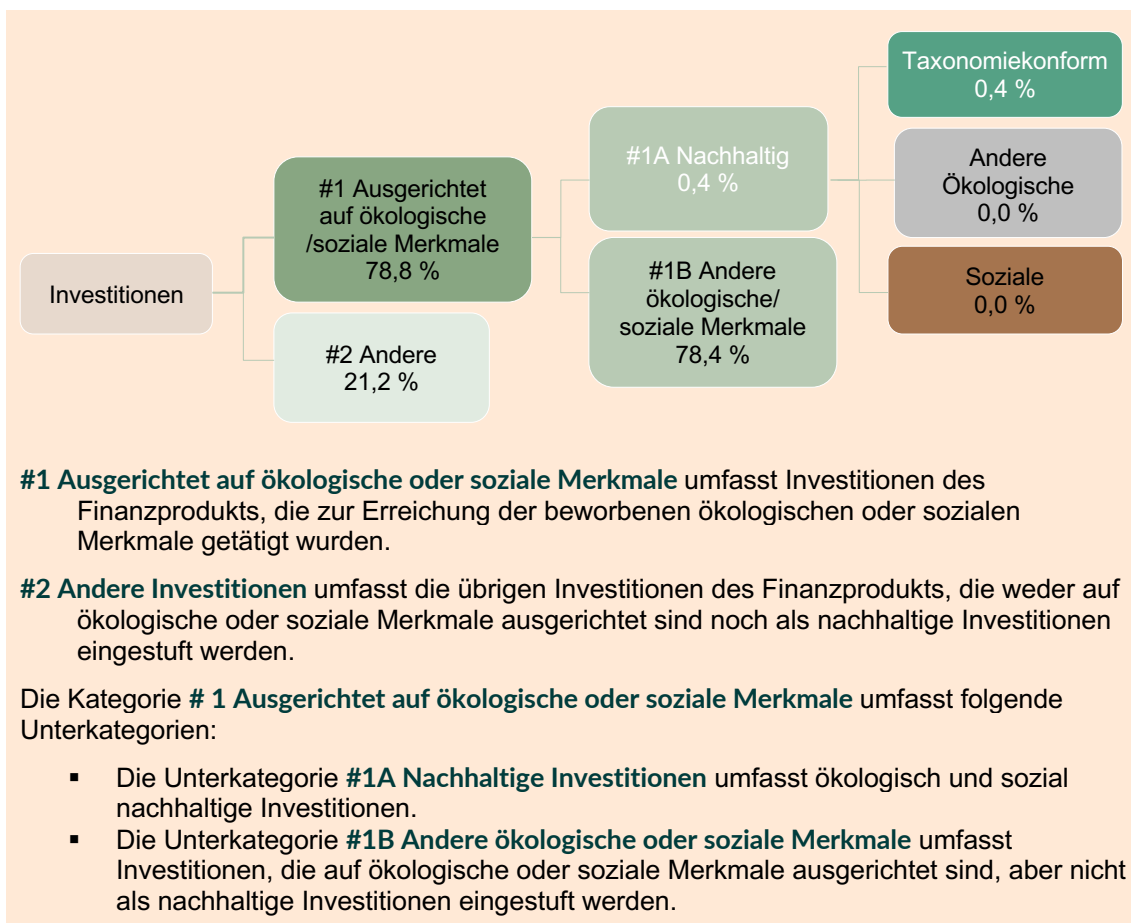 Investitionen
#1 Ausgerichtet
auf ökologische
/soziale Merkmale
78,8 %
#2 Andere
21,2 %
#1A Nachhaltig
0,4 %
#1B Andere
ökologische/
soziale Merkmale
78,4 %
Taxonomiekonform
0,4 %
Andere
Ökologische
0,0 %
Soziale
0,0 %
#1 Ausgerichtet auf ökologische oder soziale Merkmale umfasst Investitionen des
Finanzprodukts, die zur Erreichung der beworbenen ökologischen oder sozialen
Merkmale getätigt wurden.
#2 Andere Investitionen umfasst die übrigen Investitionen des Finanzprodukts, die weder auf
ökologische oder soziale Merkmale ausgerichtet sind noch als nachhaltige Investitionen
eingestuft werden.
Die Kategorie # 1 Ausgerichtet auf ökologische oder soziale Merkmale umfasst folgende
Unterkategorien:
▪ Die Unterkategorie #1A Nachhaltige Investitionen umfasst ökologisch und sozial
nachhaltige Investitionen.
▪ Die Unterkategorie #1B Andere ökologische oder soziale Merkmale umfasst
Investitionen, die auf ökologische oder soziale Merkmale ausgerichtet sind, aber nicht
als nachhaltige Investitionen eingestuft werden.